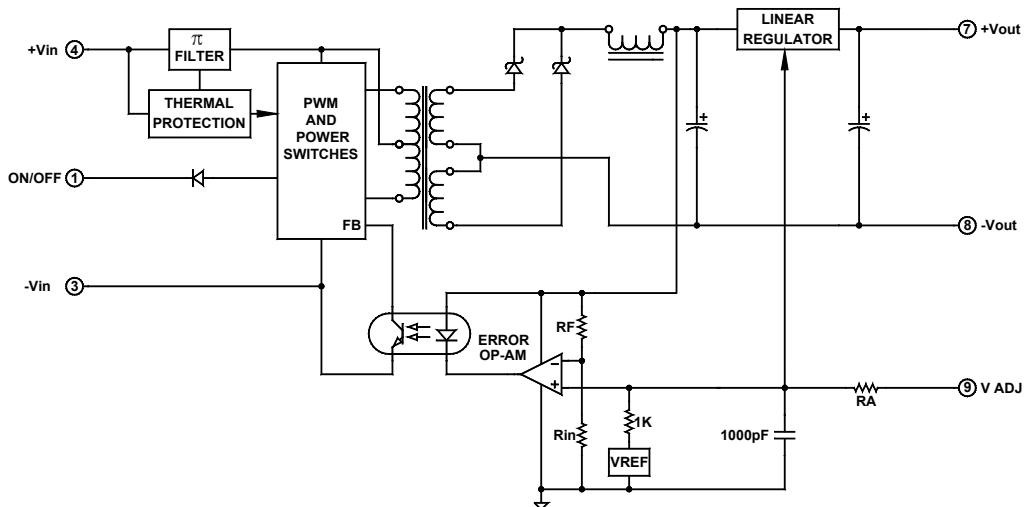 +Vin 4
π
FILTER
THERMAL
PROTECTION
PWM
AND
POWER
SWITCHES
FB
ON/OFF 1
-Vin 3
+
LINEAR
REGULATOR
+
7 +Vout
8 -Vout
ERROR
OP-AM
RF
−
+
Rin
1K
VREF
1000pF
RA
9 V ADJ